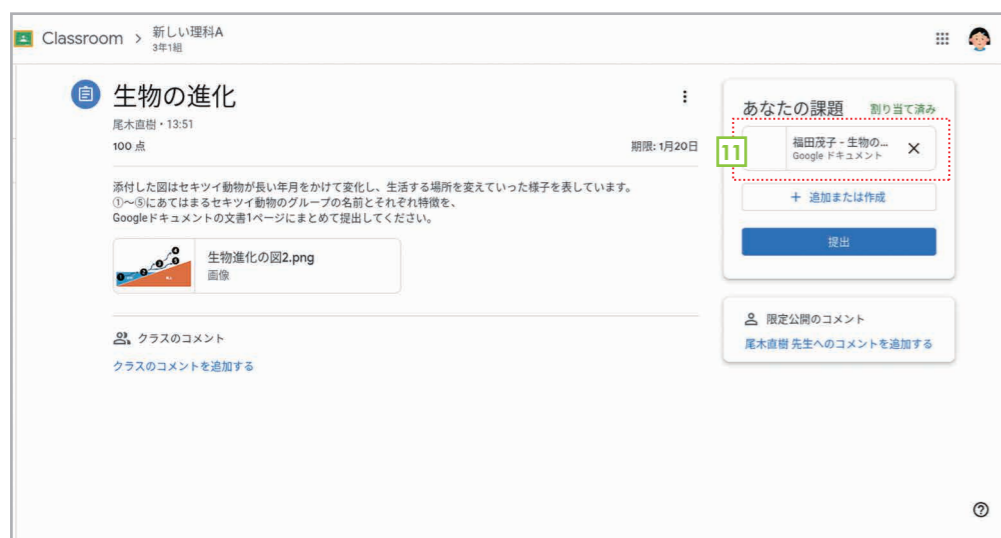 Classroom > 新しい理科A
3年1組
生物の進化
尾木直樹・13:51
100 点
期限: 1月20日
添付した図はセキツイ動物が長い年月をかけて変化し、生活する場所を変えていった様子を表しています。
①～⑤にあてはまるセキツイ動物のグループの名前とそれぞれ特徴を、
Googleドキュメントの文書1ページにまとめて提出してください。
生物進化の図2.png
画像
クラスのコメント
クラスのコメントを追加する
あなたの課題 割り当て済み
11
福田茂子 - 生物の...
Google ドキュメント
+ 追加または作成
提出
限定公開のコメント
尾木直樹 先生へのコメントを追加する